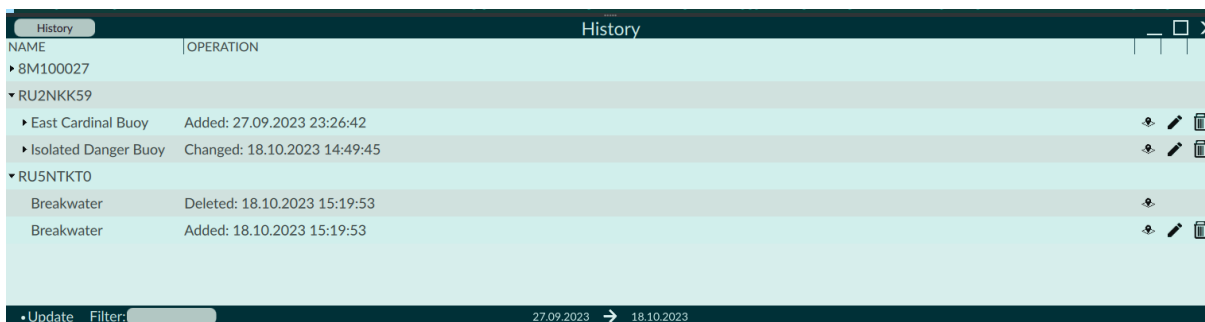 History History
NAME OPERATION
8M100027
RU2NKK59
East Cardinal Buoy Added: 27.09.2023 23:26:42
Isolated Danger Buoy Changed: 18.10.2023 14:49:45
RU5NTKT0
Breakwater Deleted: 18.10.2023 15:19:53
Breakwater Added: 18.10.2023 15:19:53
Update Filter: 27.09.2023 → 18.10.2023